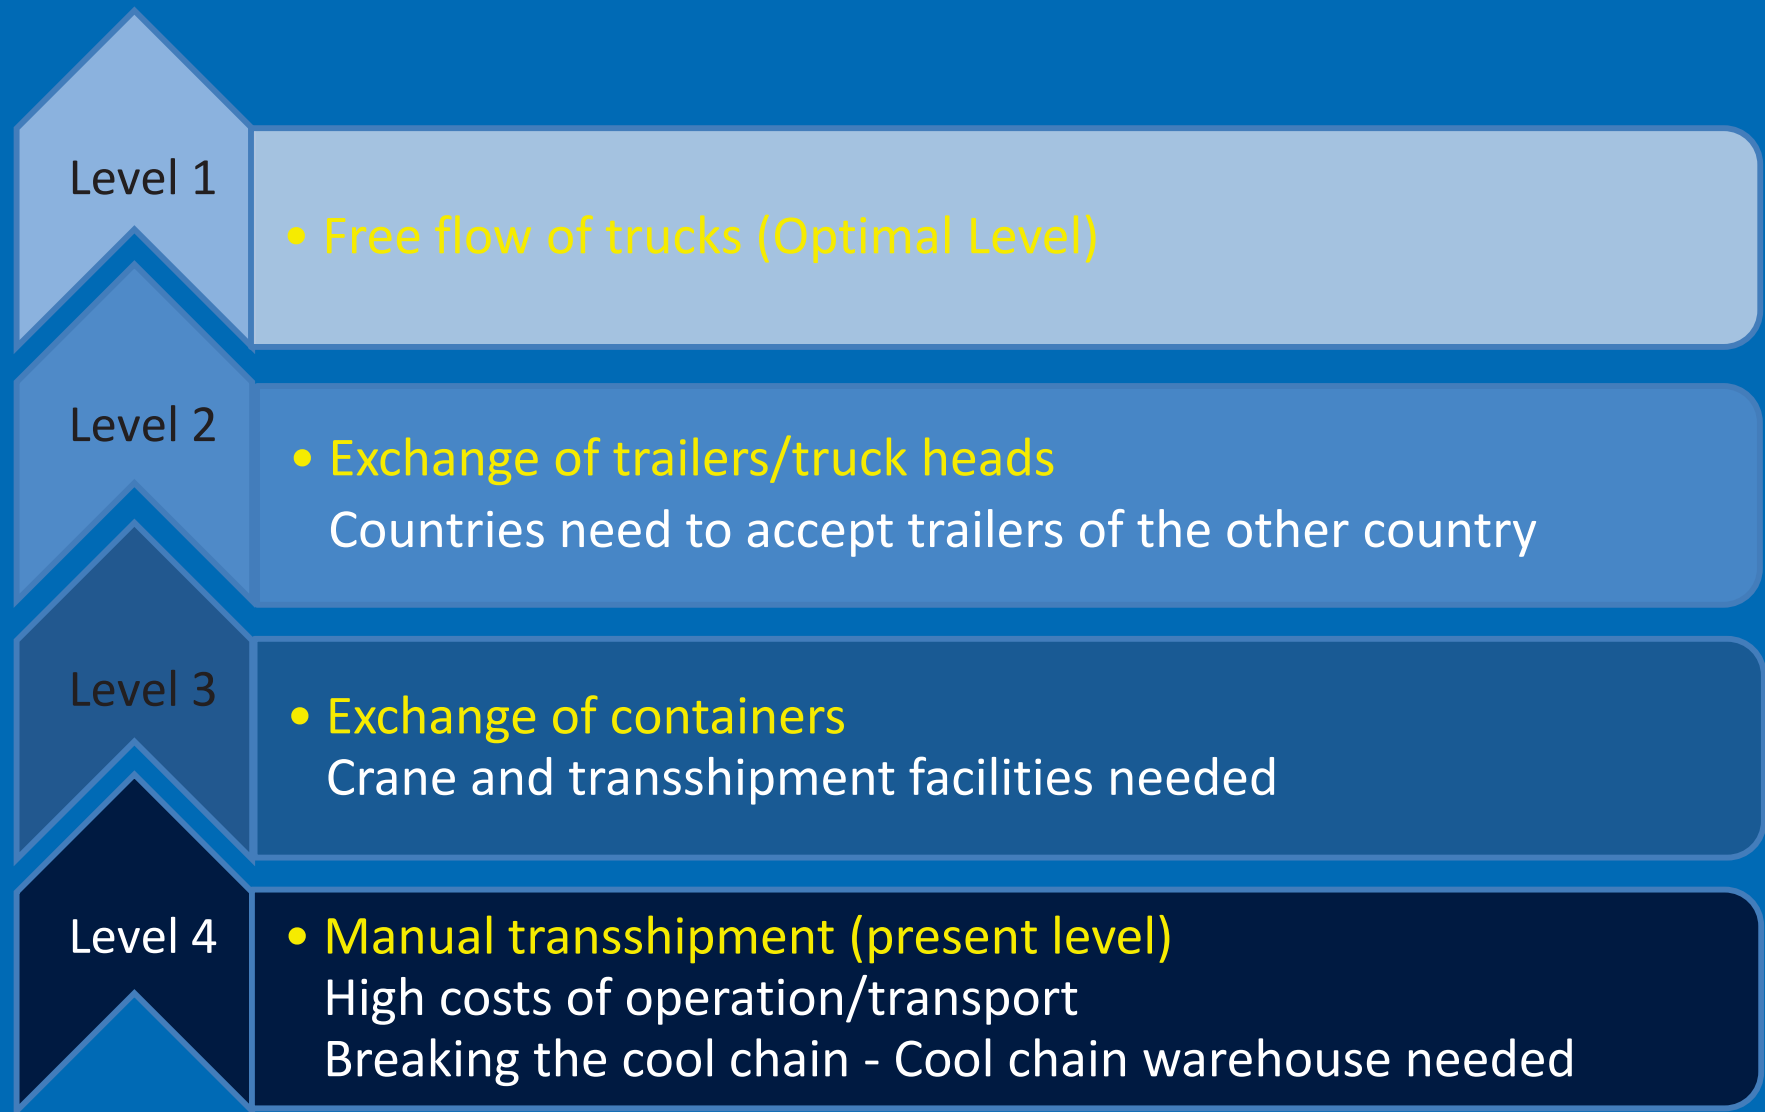 Level 1
• Free flow of trucks (Optimal Level)
Level 2
• Exchange of trailers/truck heads
Countries need to accept trailers of the other country
Level 3
• Exchange of containers
Crane and transshipment facilities needed
Level 4
• Manual transshipment (present level)
High costs of operation/transport
Breaking the cool chain - Cool chain warehouse needed